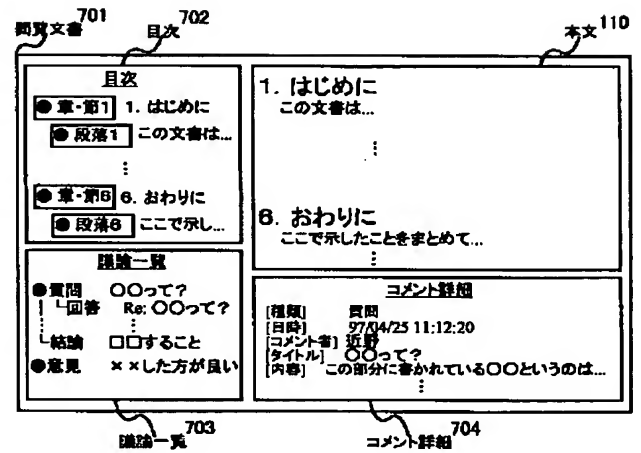 701
閲覧文書
702
目次
本文 110
目次
●章・節1 1. はじめに
●段落1 この文書は...
⋮
●章・節6 6. おわりに
●段落6 ここで示し...
1. はじめに
この文書は...
⋮
6. おわりに
ここで示したことをまとめて...
⋮
議論一覧
●質問 〇〇って?
└回答 Re: 〇〇って?
⋮
└結論 □□すること
●意見 ××した方が良い
コメント詳細
[種類] 質問
[日時] 97/04/25 11:12:20
[コメント者] 近野
[タイトル] 〇〇って?
[内容] この部分に書かれている〇〇というのは...
⋮
議論一覧 703
コメント詳細 704